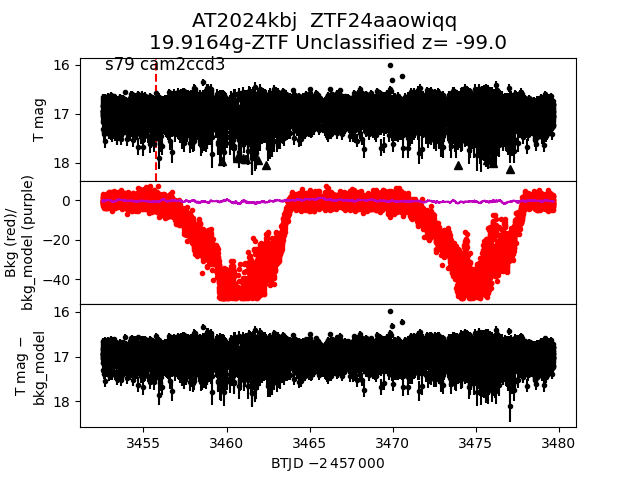 AT2024kbj  ZTF24aaowiqq
19.9164g-ZTF Unclassified z= -99.0
s79 cam2ccd3
16
17
18
T mag
0
−20
−40
Bkg (red)/
bkg_model (purple)
16
17
18
T mag −
bkg_model
3455 3460 3465 3470 3475 3480
BTJD −2 457 000